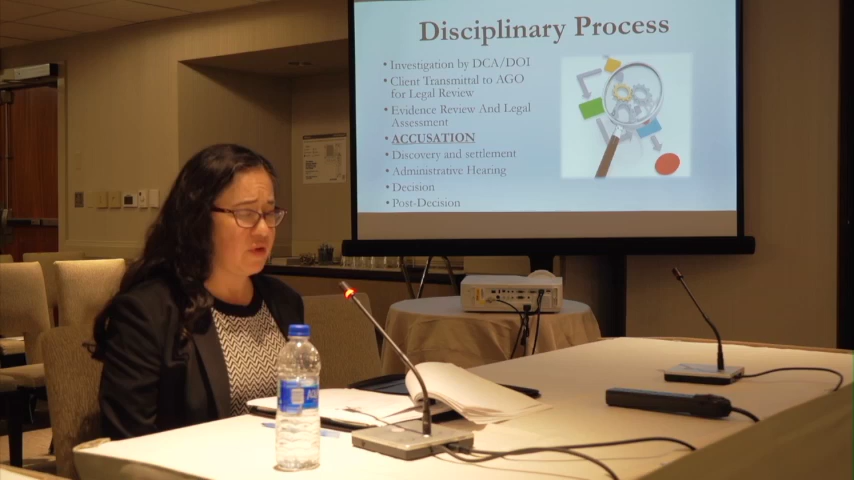 Disciplinary Process
• Investigation by DCA/DOI
• Client Transmittal to AGO
for Legal Review
• Evidence Review And Legal
Assessment
• ACCUSATION
• Discovery and settlement
• Administrative Hearing
• Decision
• Post-Decision